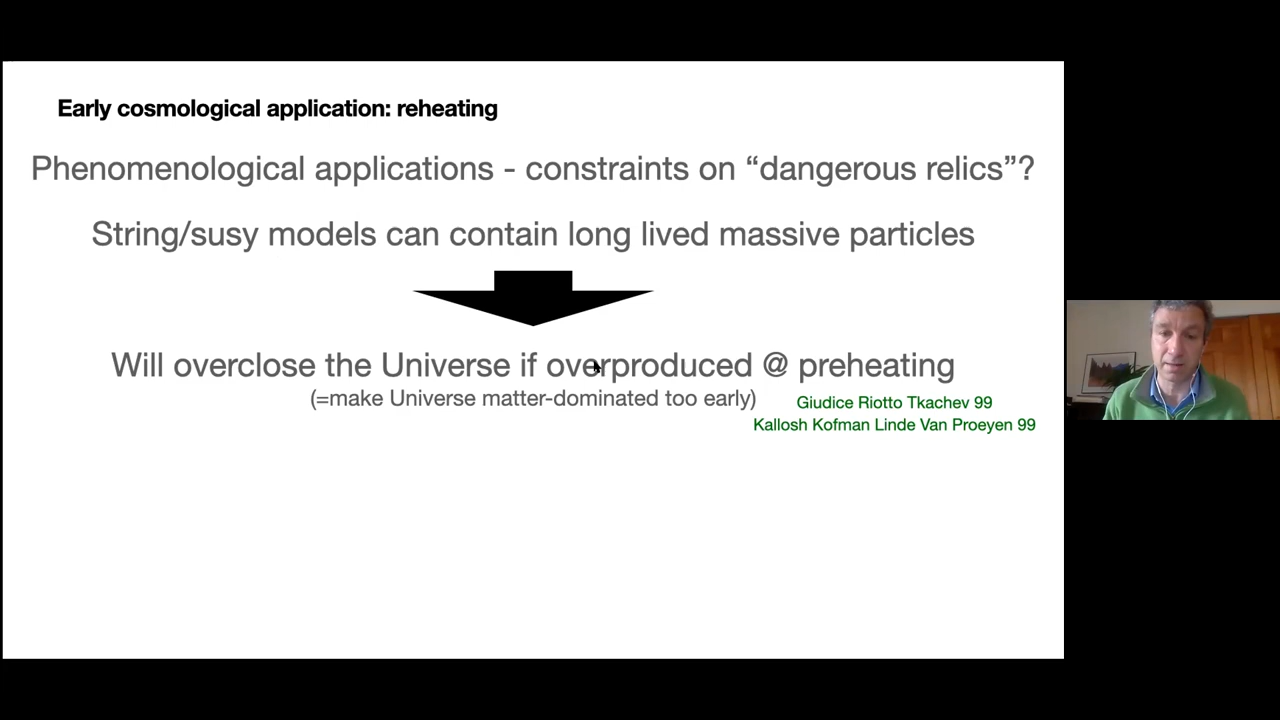 Early cosmological application: reheating
Phenomenological applications - constraints on “dangerous relics”?
String/susy models can contain long lived massive particles
Will overclose the Universe if overproduced @ preheating
(=make Universe matter-dominated too early)
Giudice Riotto Tkachev 99
Kallosh Kofman Linde Van Proeyen 99